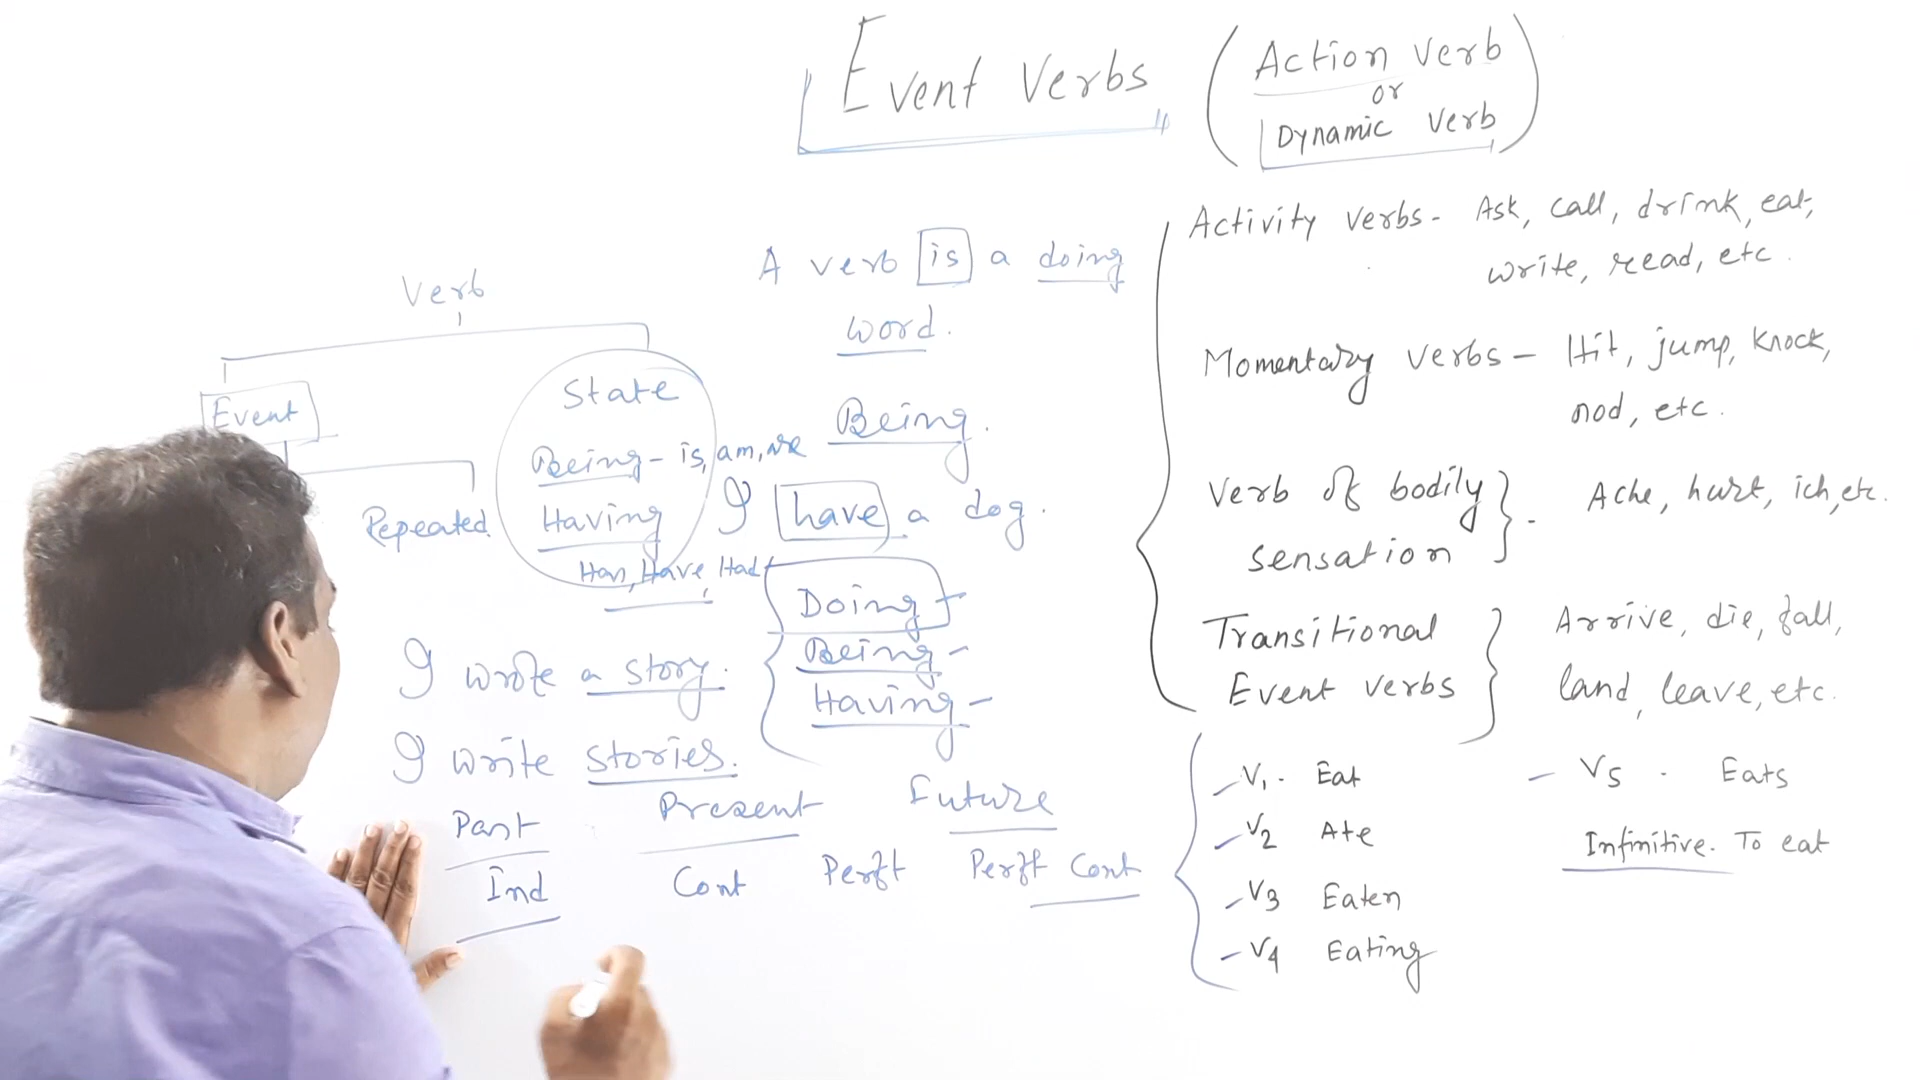 Event Verbs
(Action Verb
or
Dynamic Verb)
Verb
Event
Repeated
State
Being - is, am, are
Having
Has, Have, Had
A verb is a doing
word.
Being.
I have a dog.
Doing -
Being -
Having -
I wrote a story.
I write stories.
Past Present Future
Ind Cont Perft Perft Cont
Activity Verbs - Ask, call, drink, eat,
write, read, etc.
Momentary Verbs - Hit, jump, knock,
nod, etc.
Verb of bodily
sensation } - Ache, hurt, ich, etc.
Transitional
Event Verbs } Arrive, die, fall,
land, leave, etc.
- V1 - Eat
- V2 Ate
- V3 Eaten
- V4 Eating
- V5 - Eats
Infinitive. To eat